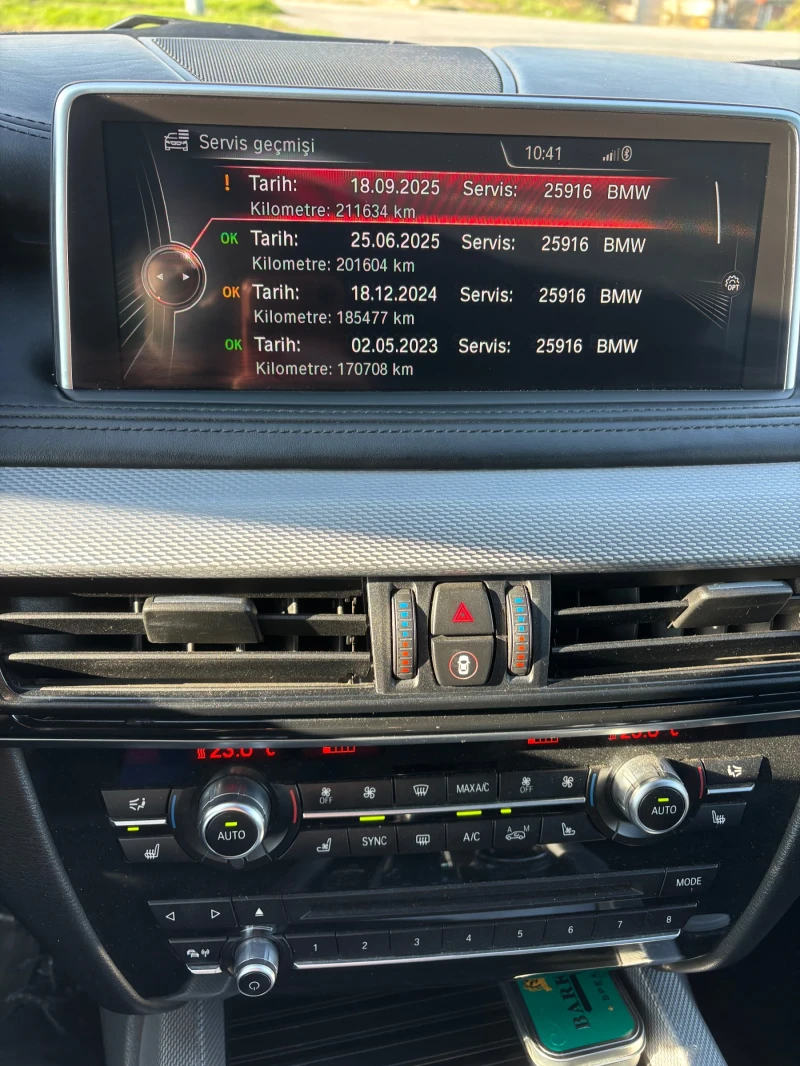 Servis geçmişi 10:41
! Tarih: 18.09.2025 Servis: 25916 BMW
Kilometre: 211634 km
OK Tarih: 25.06.2025 Servis: 25916 BMW
Kilometre: 201604 km
OPT
OK Tarih: 18.12.2024 Servis: 25916 BMW
Kilometre: 185477 km
OK Tarih: 02.05.2023 Servis: 25916 BMW
Kilometre: 170708 km
23.0 °C
OFF MAX A/C OFF
AUTO AUTO
SYNC A/C A M
MODE
1 2 3 4 5 6 7 8